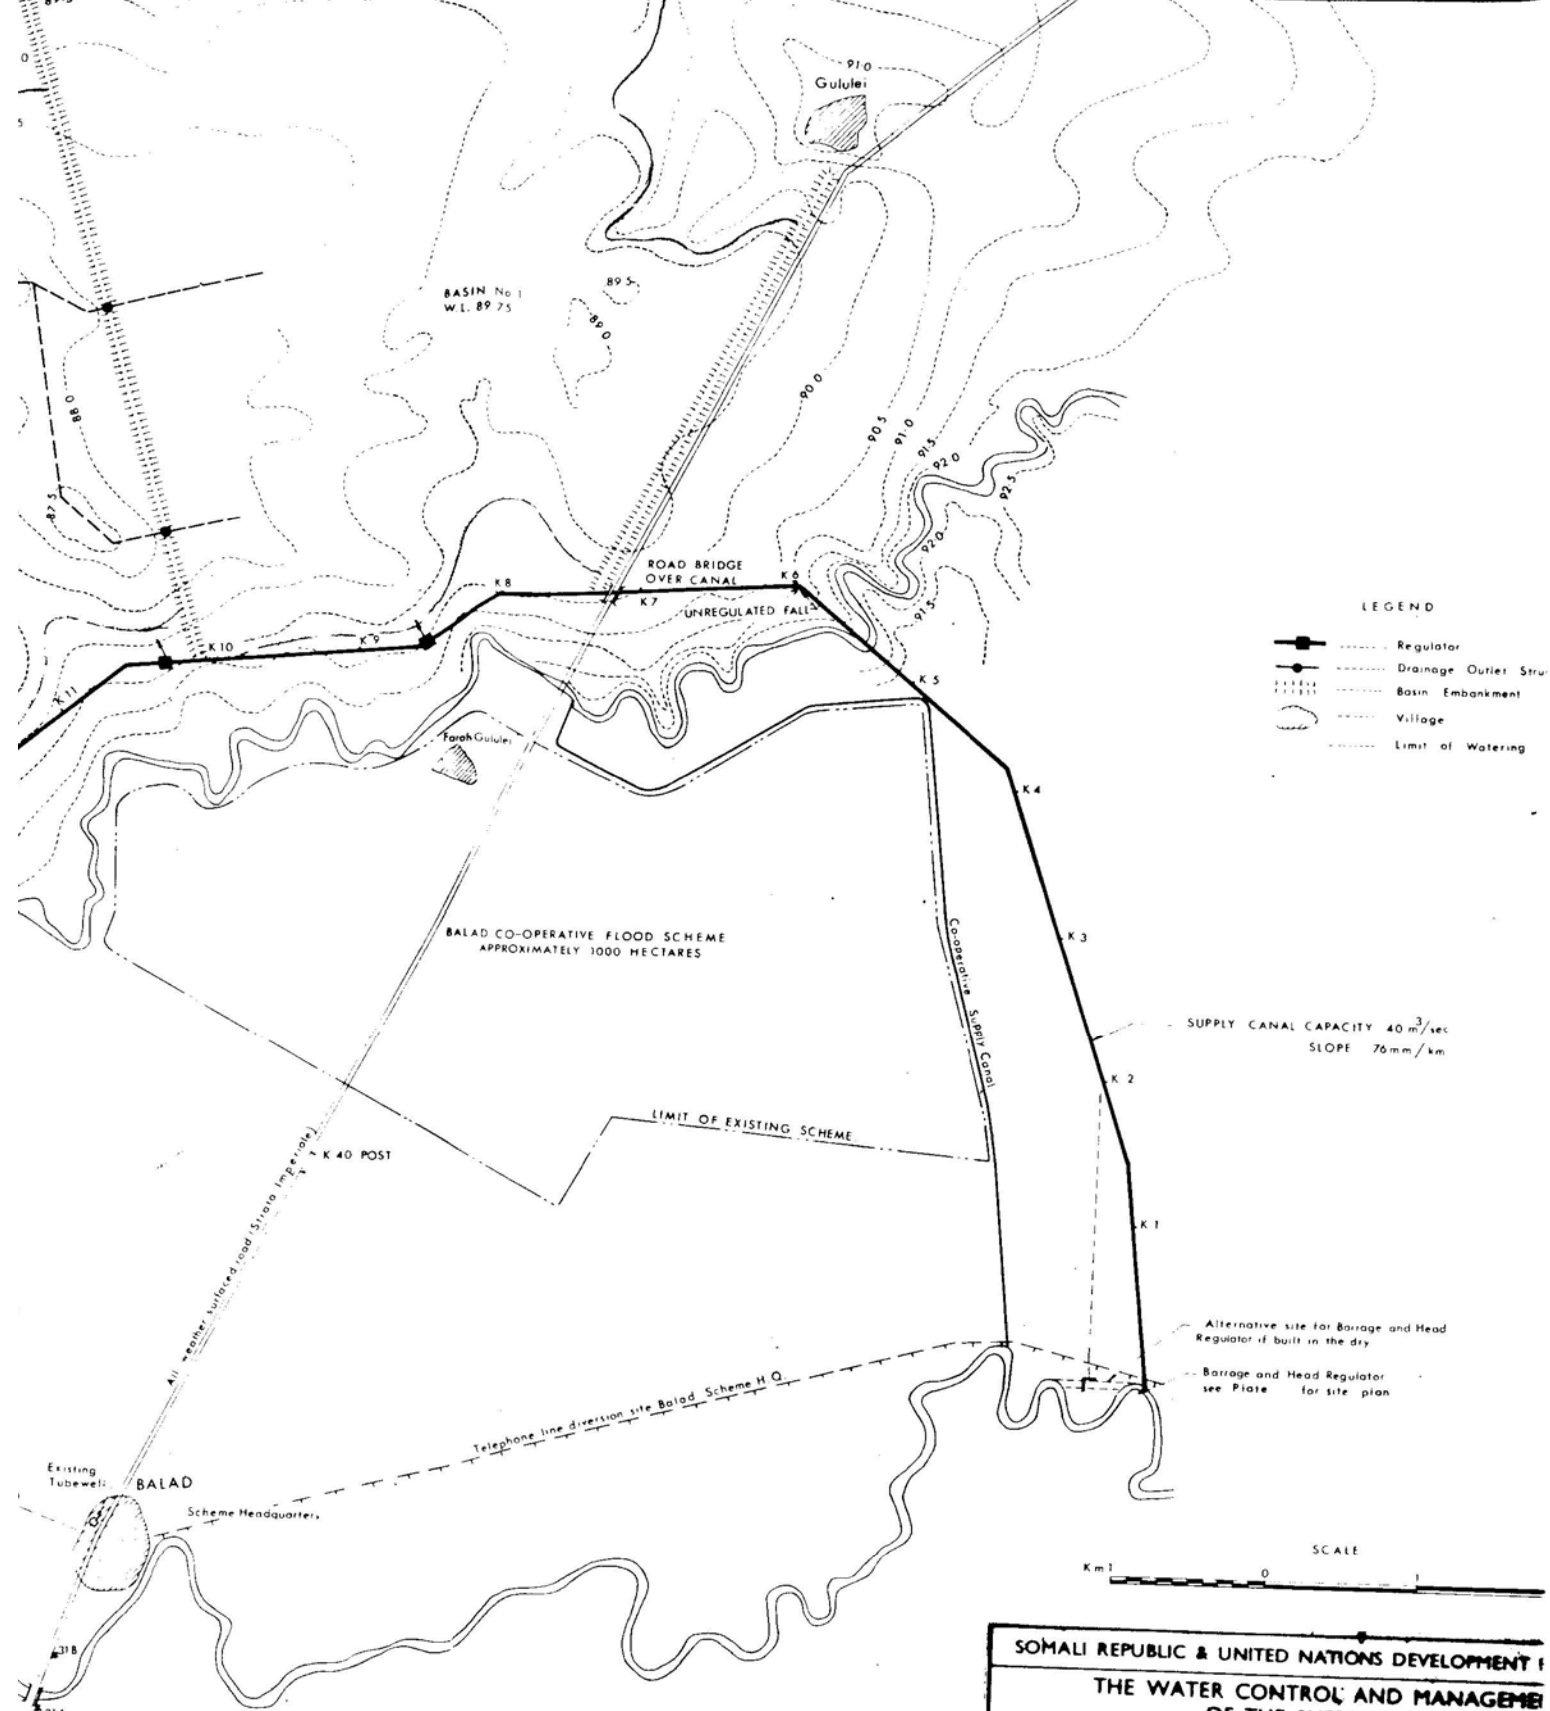 91·0
Gululei
BASIN No 1
W.L. 89 75
89 5
89 0
88 0
87 5
90 0
90 5
91·0
91·5
92 0
92·5
92·0
91·5
ROAD BRIDGE
OVER CANAL
K 6
K 7
K 8
UNREGULATED FALL
K 9
K 10
K 11
K 5
K 4
K 3
K 2
K 1
LEGEND
Regulator
Drainage Outlet Stru
Basin Embankment
Village
Limit of Watering
Farah Gululei
BALAD CO-OPERATIVE FLOOD SCHEME
APPROXIMATELY 1000 HECTARES
Co-operative Supply Canal
SUPPLY CANAL CAPACITY 40 m³/sec
SLOPE 76mm/km
LIMIT OF EXISTING SCHEME
K 40 POST
All weather surfaced road (Strata Imperiale)
Alternative site for Barrage and Head
Regulator if built in the dry
Barrage and Head Regulator
see Plate for site plan
Telephone line diversion site Balad Scheme H.Q.
Existing
Tubewell
BALAD
Scheme Headquarters
31 B
SCALE
Km 1 0 1
SOMALI REPUBLIC & UNITED NATIONS DEVELOPMENT
THE WATER CONTROL AND MANAGEME